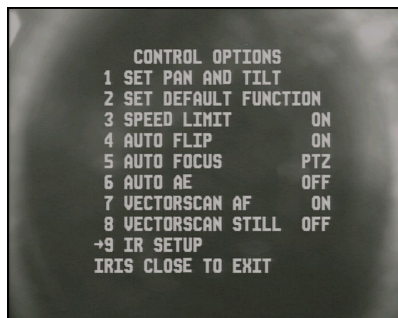 CONTROL OPTIONS
1 SET PAN AND TILT
2 SET DEFAULT FUNCTION
3 SPEED LIMIT ON
4 AUTO FLIP ON
5 AUTO FOCUS PTZ
6 AUTO AE OFF
7 VECTORSCAN AF ON
8 VECTORSCAN STILL OFF
→9 IR SETUP
IRIS CLOSE TO EXIT